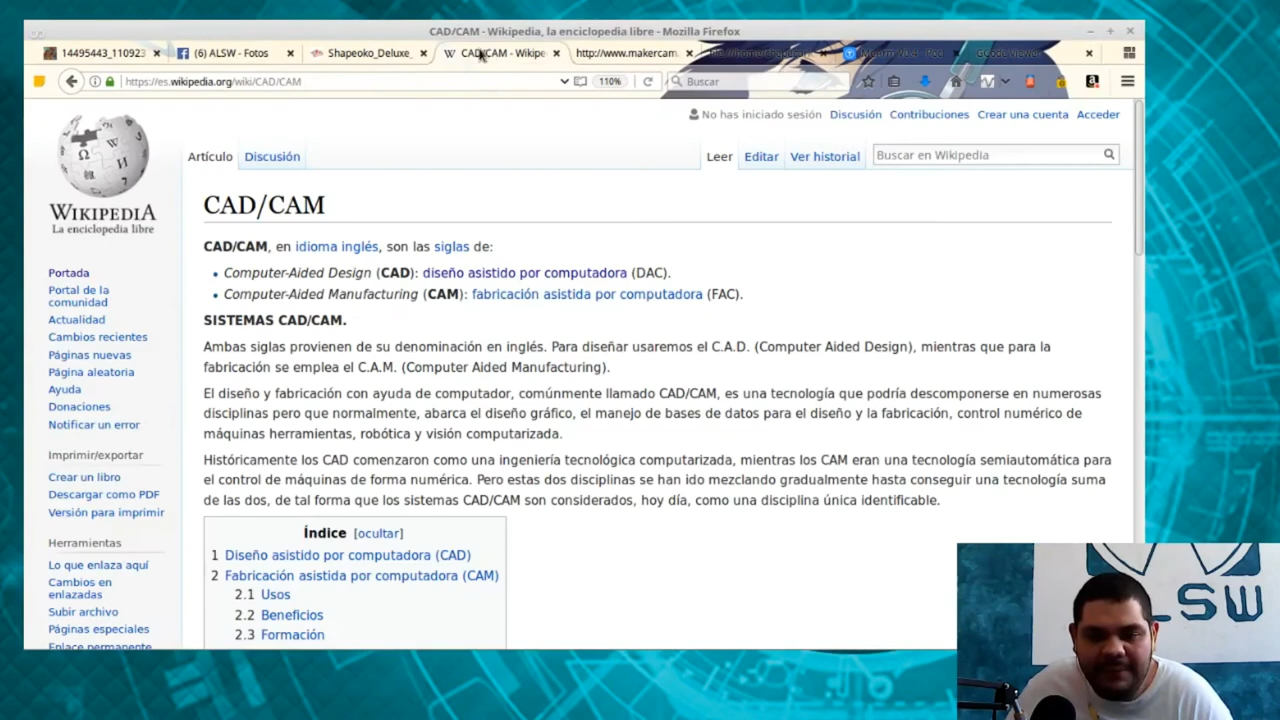 CAD/CAM - Wikipedia, la enciclopedia libre - Mozilla Firefox
14495443_110923
(6) ALSW - Fotos
Shapeoko_Deluxe_
CAD/CAM - Wikipe
http://www.makercam.
GCode Viewer
https://es.wikipedia.org/wiki/CAD/CAM
110%
Buscar
No has iniciado sesión Discusión Contribuciones Crear una cuenta Acceder
Artículo Discusión
Leer Editar Ver historial
Buscar en Wikipedia
WIKIPEDIA
La enciclopedia libre
Portada
Portal de la
comunidad
Actualidad
Cambios recientes
Páginas nuevas
Página aleatoria
Ayuda
Donaciones
Notificar un error
Imprimir/exportar
Crear un libro
Descargar como PDF
Versión para imprimir
Herramientas
Lo que enlaza aquí
Cambios en
enlazadas
Subir archivo
Páginas especiales
Enlace permanente
CAD/CAM
CAD/CAM, en idioma inglés, son las siglas de:
• Computer-Aided Design (CAD): diseño asistido por computadora (DAC).
• Computer-Aided Manufacturing (CAM): fabricación asistida por computadora (FAC).
SISTEMAS CAD/CAM.
Ambas siglas provienen de su denominación en inglés. Para diseñar usaremos el C.A.D. (Computer Aided Design), mientras que para la
fabricación se emplea el C.A.M. (Computer Aided Manufacturing).
El diseño y fabricación con ayuda de computador, comúnmente llamado CAD/CAM, es una tecnología que podría descomponerse en numerosas
disciplinas pero que normalmente, abarca el diseño gráfico, el manejo de bases de datos para el diseño y la fabricación, control numérico de
máquinas herramientas, robótica y visión computarizada.
Históricamente los CAD comenzaron como una ingeniería tecnológica computarizada, mientras los CAM eran una tecnología semiautomática para
el control de máquinas de forma numérica. Pero estas dos disciplinas se han ido mezclando gradualmente hasta conseguir una tecnología suma
de las dos, de tal forma que los sistemas CAD/CAM son considerados, hoy día, como una disciplina única identificable.
Índice [ocultar]
1 Diseño asistido por computadora (CAD)
2 Fabricación asistida por computadora (CAM)
2.1 Usos
2.2 Beneficios
2.3 Formación
LSW